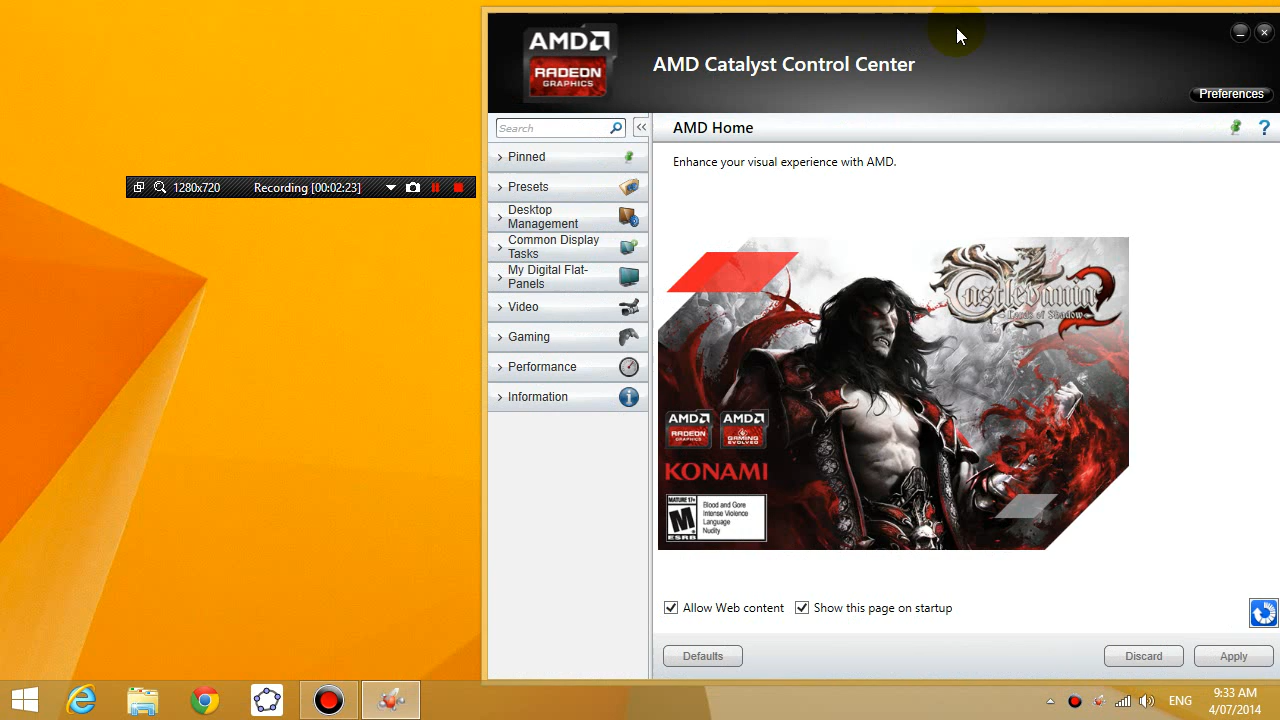 AMD
RADEON
GRAPHICS
AMD Catalyst Control Center
Preferences
Search
AMD Home
Pinned
Enhance your visual experience with AMD.
Presets
1280x720
Recording [00:02:23]
Desktop
Management
Common Display
Tasks
My Digital Flat-
Panels
Video
Gaming
Performance
Information
Castlevania 2
Lords of Shadow
AMD
RADEON
GRAPHICS
AMD
GAMING
EVOLVED
KONAMI
MATURE 17+
M
ESRB
Blood and Gore
Intense Violence
Language
Nudity
Allow Web content
Show this page on startup
Defaults
Discard
Apply
ENG
9:33 AM
4/07/2014